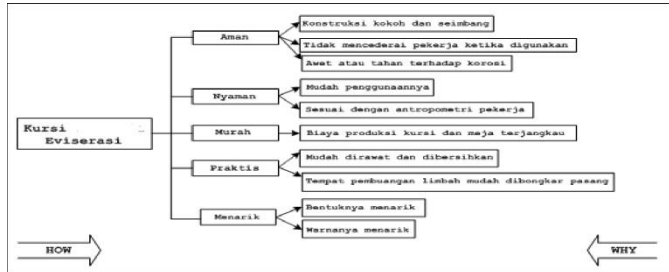 Kursi
Eviserasi
Aman
Konstruksi kokoh dan seimbang
Tidak mencederai pekerja ketika digunakan
Awet atau tahan terhadap korosi
Nyaman
Mudah penggunaannya
Sesuai dengan antropometri pekerja
Murah
Biaya produksi kursi dan meja terjangkau
Praktis
Mudah dirawat dan dibersihkan
Tempat pembuangan limbah mudah dibongkar pasang
Menarik
Bentuknya menarik
Warnanya menarik
HOW
WHY